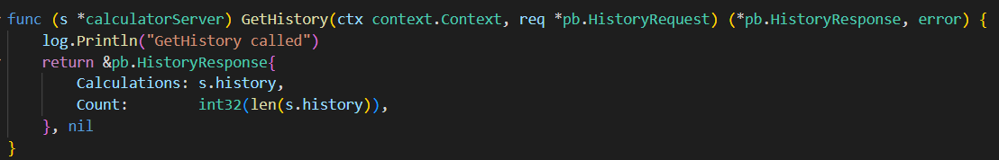 func (s *calculatorServer) GetHistory(ctx context.Context, req *pb.HistoryRequest) (*pb.HistoryResponse, error) {
    log.Println("GetHistory called")
    return &pb.HistoryResponse{
        Calculations: s.history,
        Count:        int32(len(s.history)),
    }, nil
}